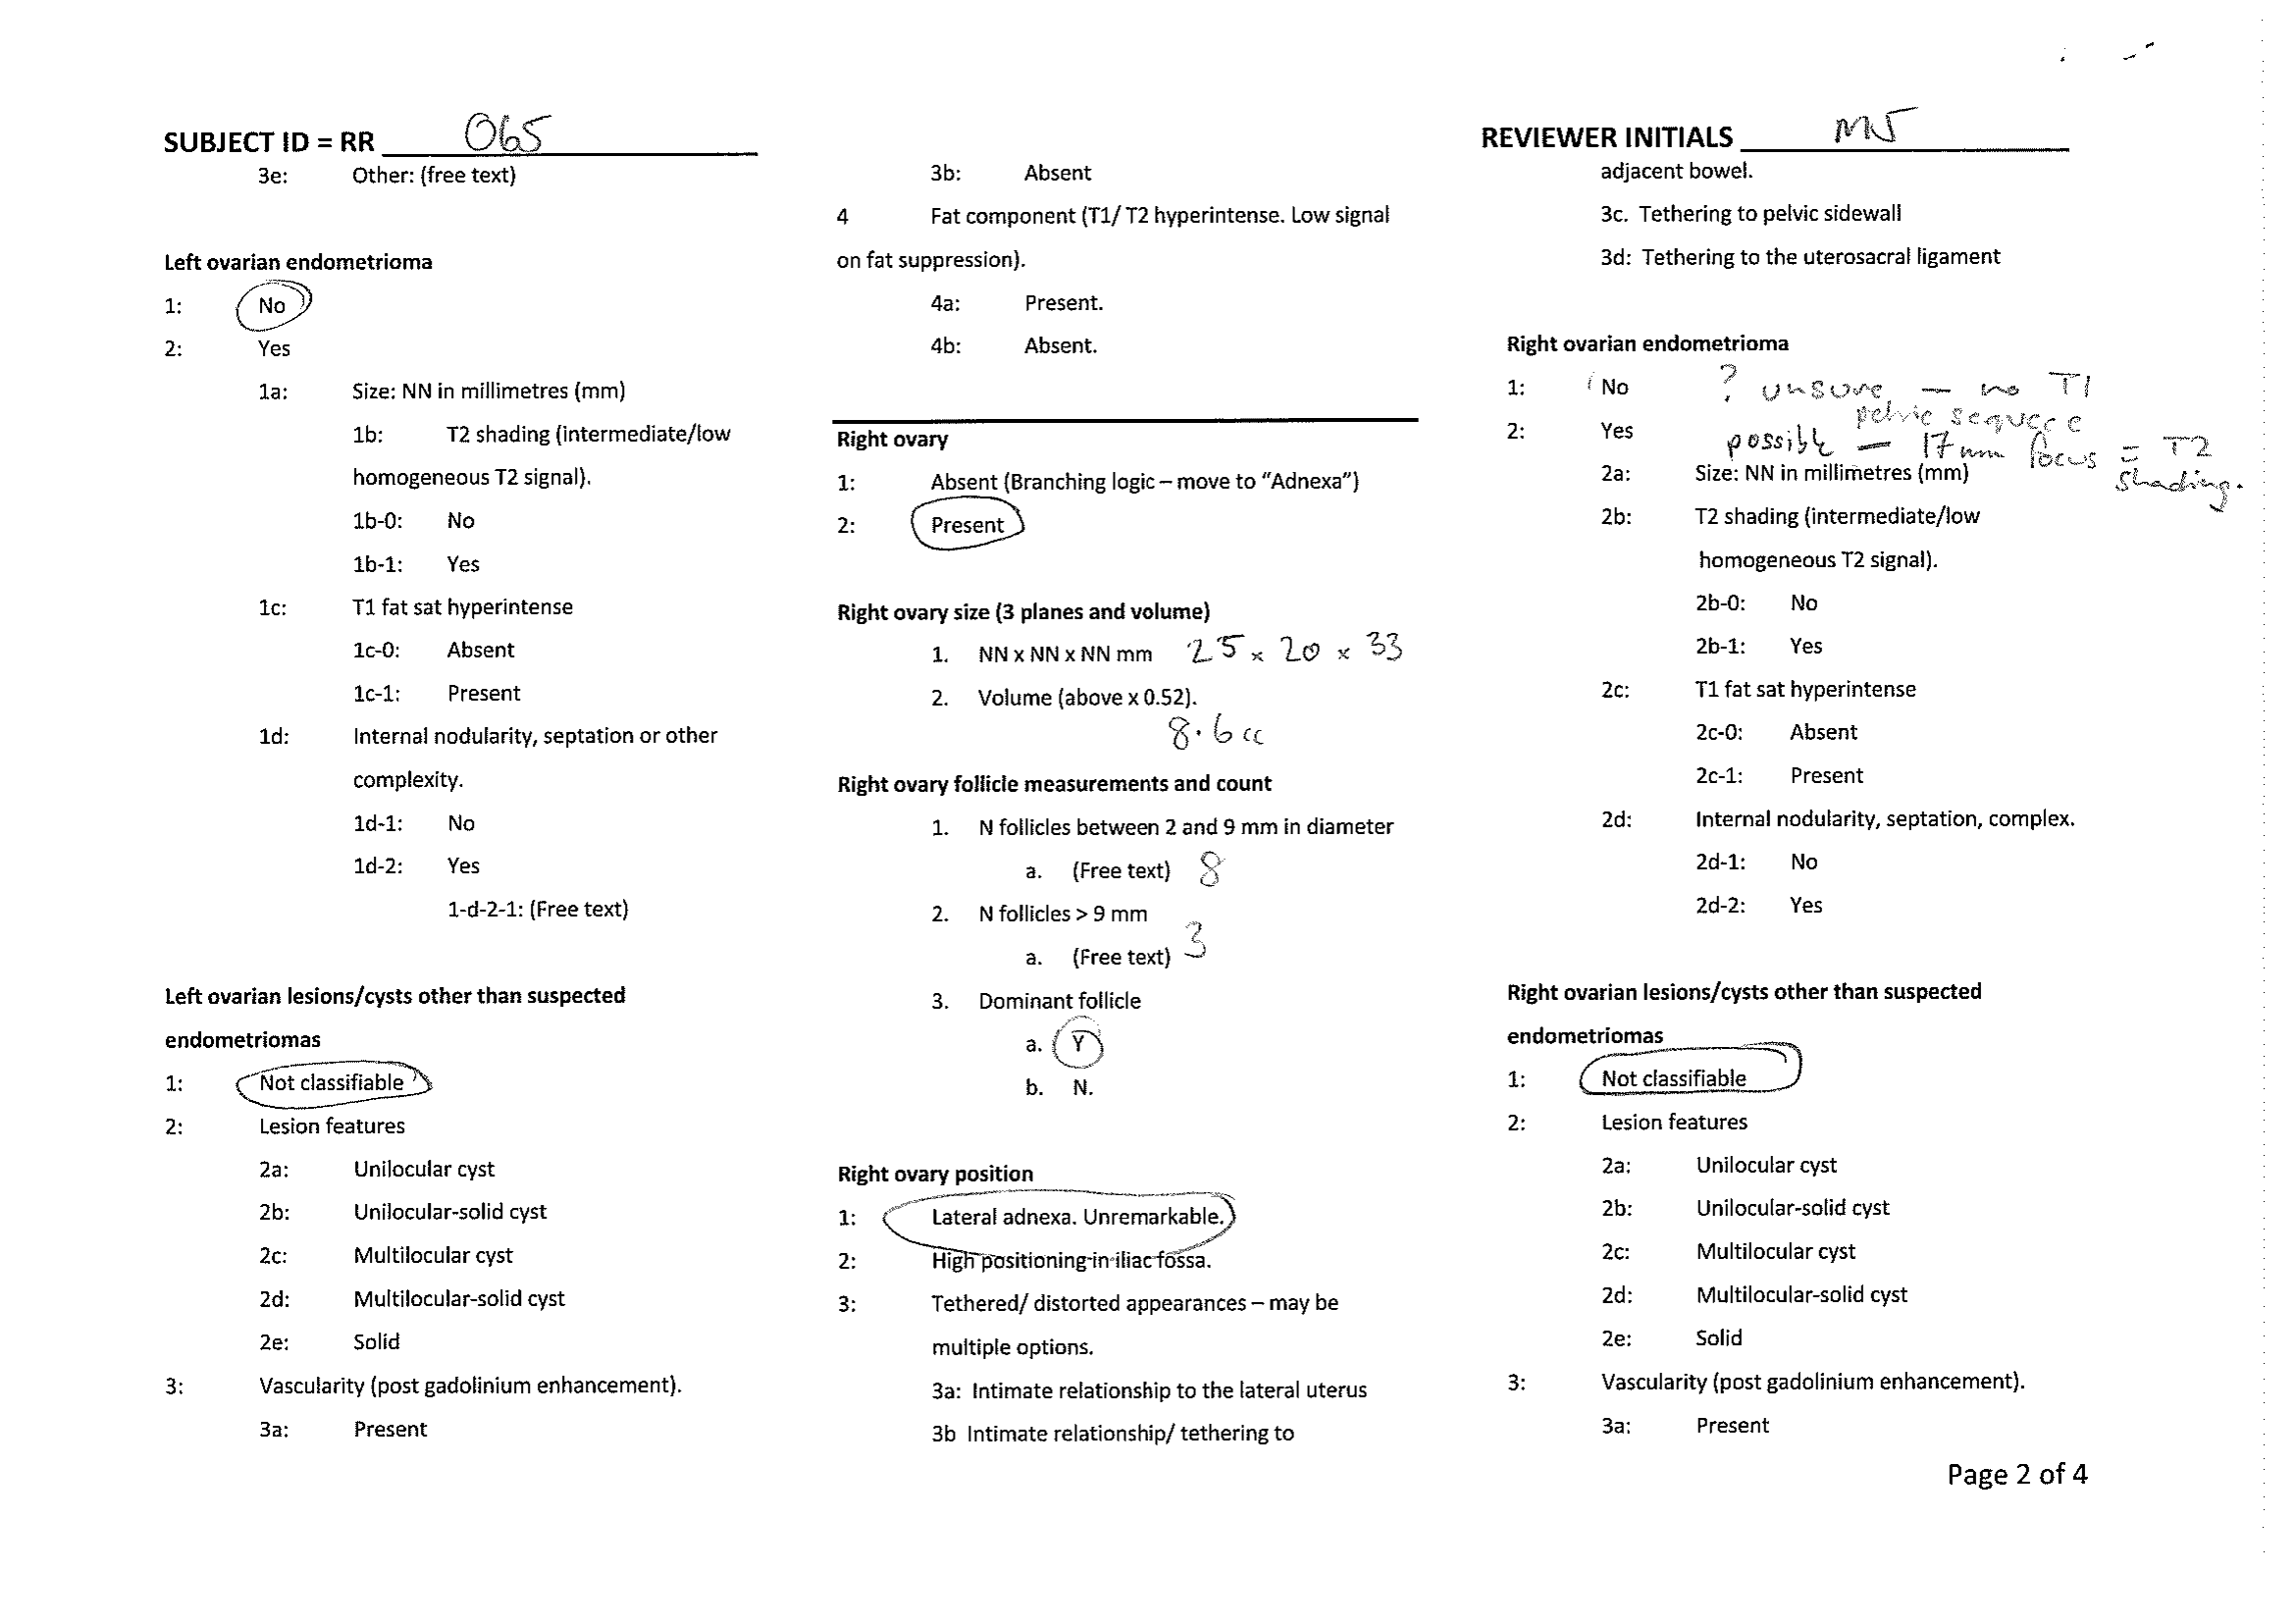 SUBJECT ID = RR 065
3e: Other: (free text)
Left ovarian endometrioma
1: No
2: Yes
1a: Size: NN in millimetres (mm)
1b: T2 shading (intermediate/low
homogeneous T2 signal).
1b-0: No
1b-1: Yes
1c: T1 fat sat hyperintense
1c-0: Absent
1c-1: Present
1d: Internal nodularity, septation or other
complexity.
1d-1: No
1d-2: Yes
1-d-2-1: (Free text)
Left ovarian lesions/cysts other than suspected
endometriomas
1: Not classifiable
2: Lesion features
2a: Unilocular cyst
2b: Unilocular-solid cyst
2c: Multilocular cyst
2d: Multilocular-solid cyst
2e: Solid
3: Vascularity (post gadolinium enhancement).
3a: Present
3b: Absent
4 Fat component (T1/ T2 hyperintense. Low signal
on fat suppression).
4a: Present.
4b: Absent.
Right ovary
1: Absent (Branching logic – move to “Adnexa”)
2: Present
Right ovary size (3 planes and volume)
1. NN x NN x NN mm 25 x 20 x 33
2. Volume (above x 0.52).
8.6 cc
Right ovary follicle measurements and count
1. N follicles between 2 and 9 mm in diameter
a. (Free text) 8
2. N follicles > 9 mm
a. (Free text) 3
3. Dominant follicle
a. Y
b. N.
Right ovary position
1: Lateral adnexa. Unremarkable.
2: High positioning in iliac fossa.
3: Tethered/ distorted appearances – may be
multiple options.
3a: Intimate relationship to the lateral uterus
3b Intimate relationship/ tethering to
REVIEWER INITIALS MJ
adjacent bowel.
3c. Tethering to pelvic sidewall
3d: Tethering to the uterosacral ligament
Right ovarian endometrioma
1: No ? unsure – no T1
pelvic sequece
2: Yes possible – 17mm focus = T2
shading.
2a: Size: NN in millimetres (mm)
2b: T2 shading (intermediate/low
homogeneous T2 signal).
2b-0: No
2b-1: Yes
2c: T1 fat sat hyperintense
2c-0: Absent
2c-1: Present
2d: Internal nodularity, septation, complex.
2d-1: No
2d-2: Yes
Right ovarian lesions/cysts other than suspected
endometriomas
1: Not classifiable
2: Lesion features
2a: Unilocular cyst
2b: Unilocular-solid cyst
2c: Multilocular cyst
2d: Multilocular-solid cyst
2e: Solid
3: Vascularity (post gadolinium enhancement).
3a: Present
Page 2 of 4